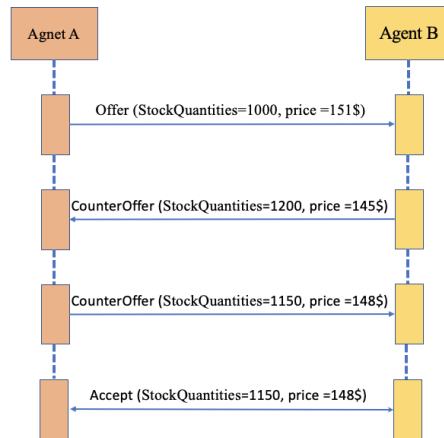 Agnet A
Agent B
Offer (StockQuantities=1000, price =151$)
CounterOffer (StockQuantities=1200, price =145$)
CounterOffer (StockQuantities=1150, price =148$)
Accept (StockQuantities=1150, price =148$)